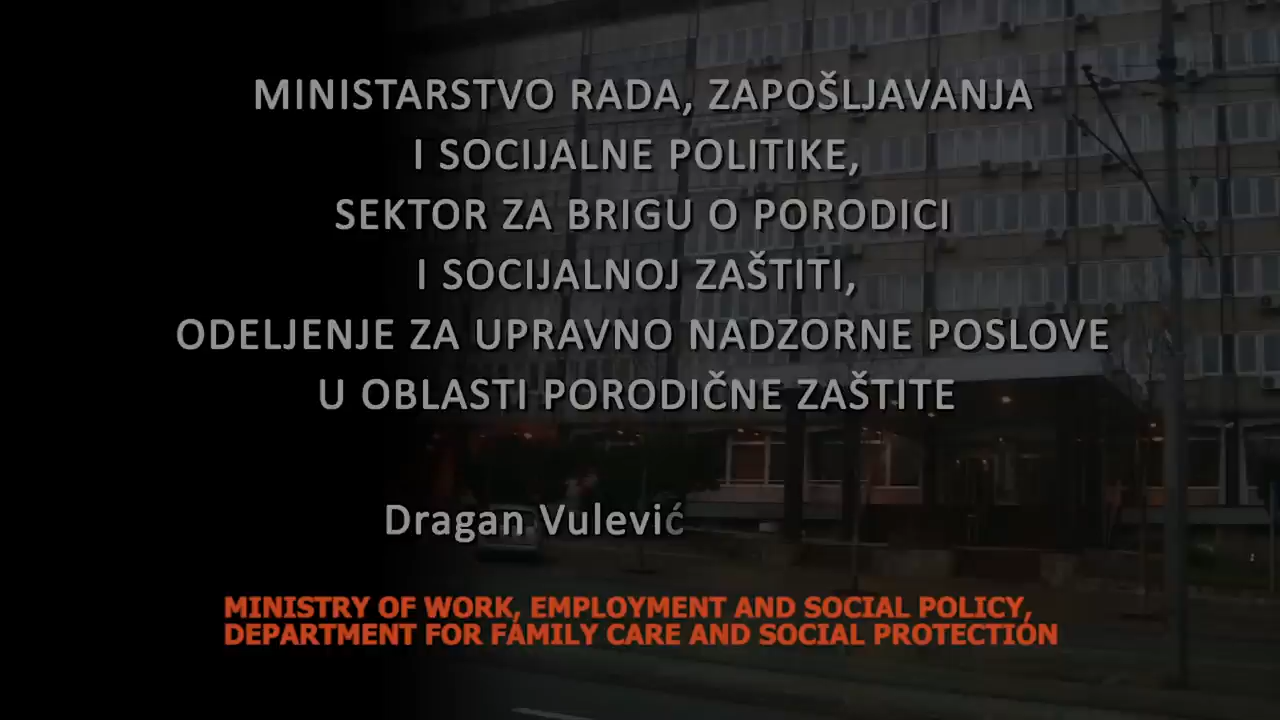 MINISTARSTVO RADA, ZAPOŠLJAVANJA
I SOCIJALNE POLITIKE,
SEKTOR ZA BRIGU O PORODICI
I SOCIJALNOJ ZAŠTITI,
ODELJENJE ZA UPRAVNO NADZORNE POSLOVE
U OBLASTI PORODIČNE ZAŠTITE
Dragan Vulević
MINISTRY OF WORK, EMPLOYMENT AND SOCIAL POLICY,
DEPARTMENT FOR FAMILY CARE AND SOCIAL PROTECTION